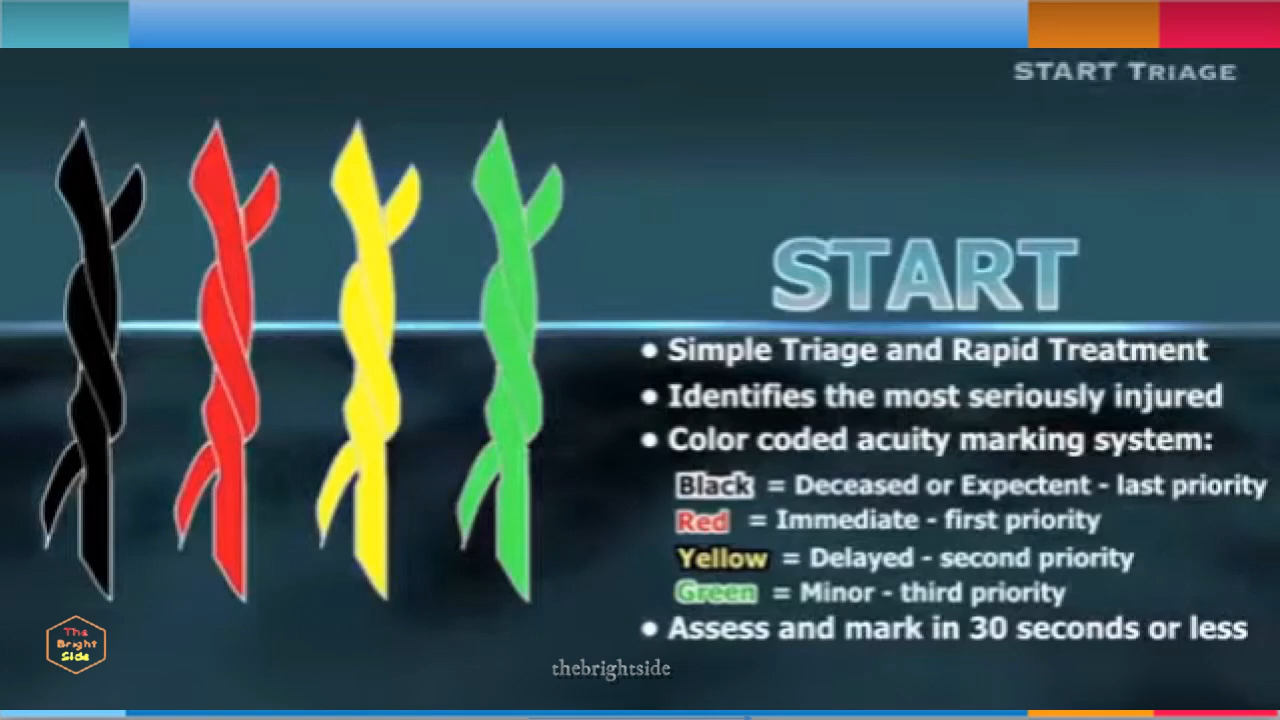 START TRIAGE
START
• Simple Triage and Rapid Treatment
• Identifies the most seriously injured
• Color coded acuity marking system:
Black = Deceased or Expectent - last priority
Red = Immediate - first priority
Yellow = Delayed - second priority
Green = Minor - third priority
• Assess and mark in 30 seconds or less
The
Bright
Side
thebrightside